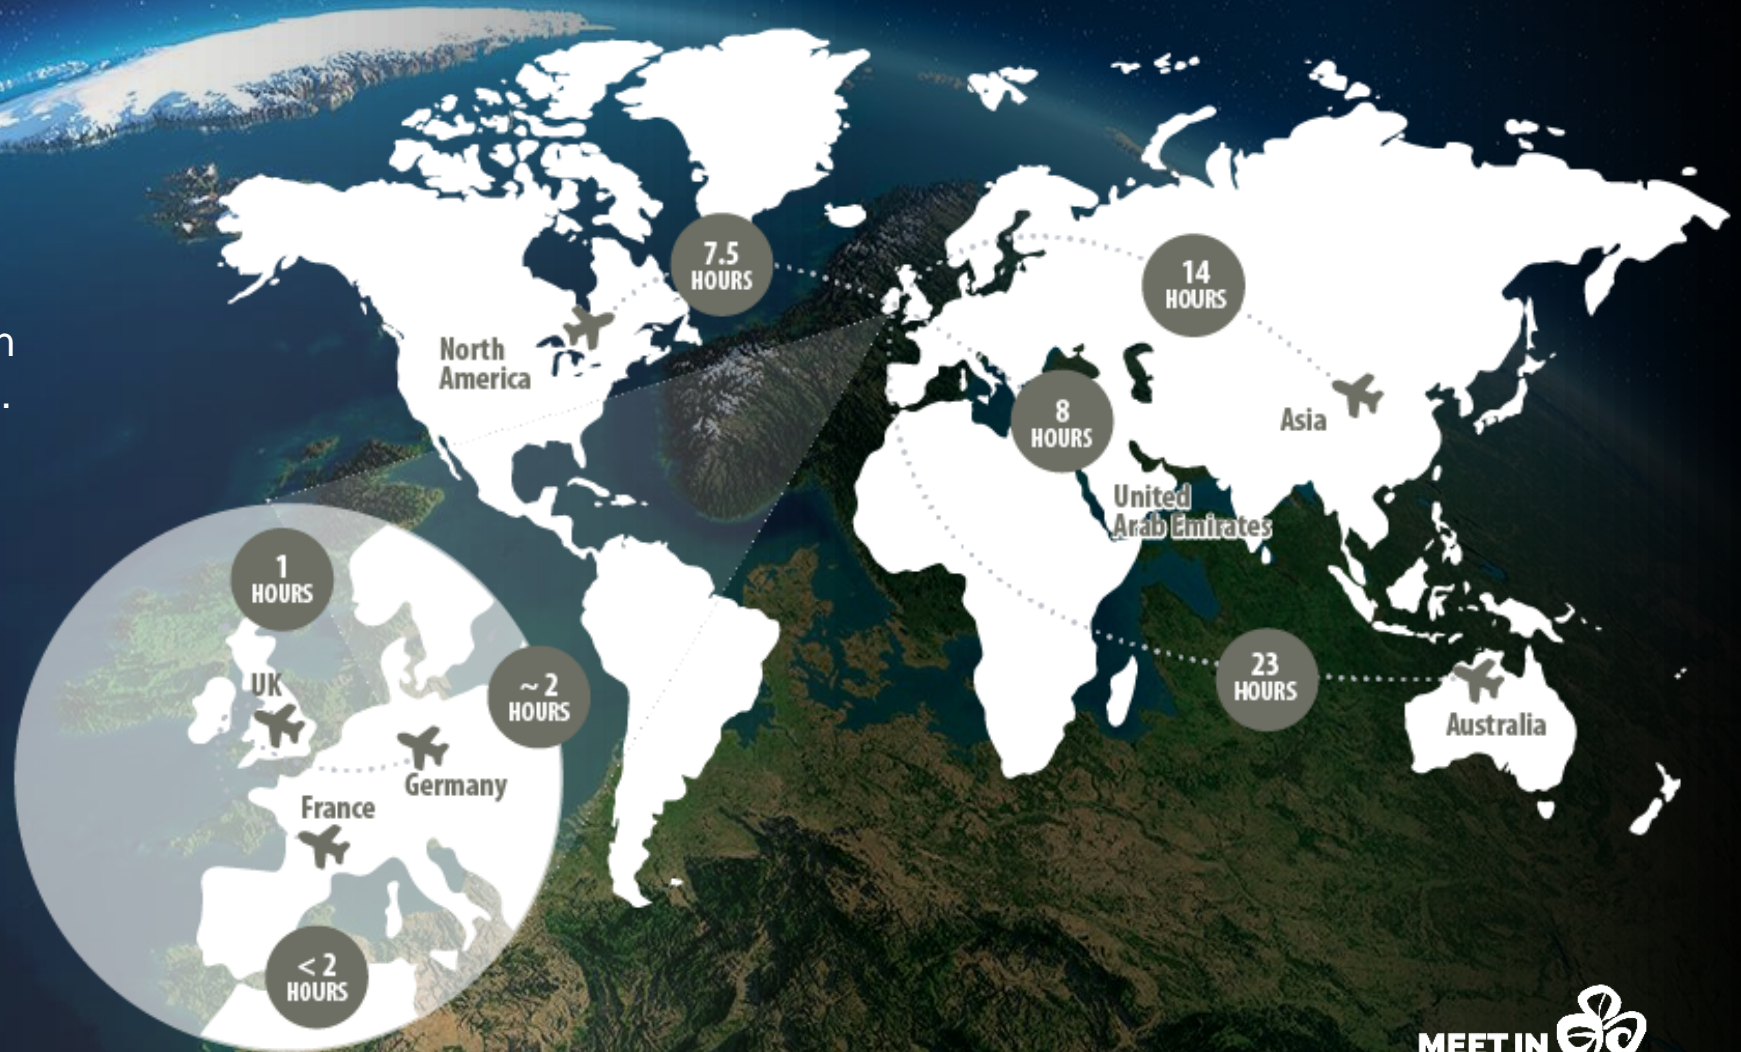 n
.
7.5
HOURS
14
HOURS
North
America
8
HOURS
Asia
United
Arab Emirates
1
HOURS
UK
~ 2
HOURS
23
HOURS
Australia
Germany
France
< 2
HOURS
MEET IN